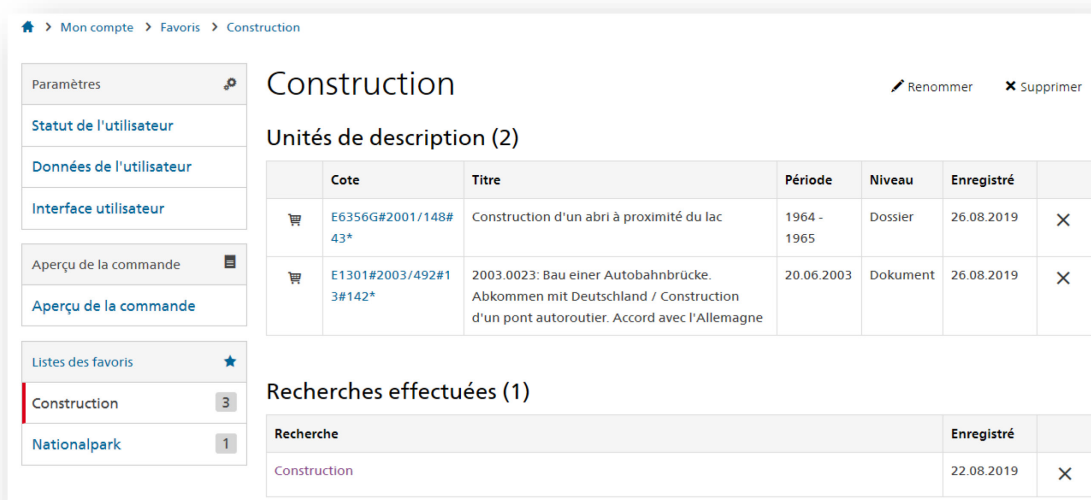 Mon compte > Favoris > Construction
Paramètres
Statut de l'utilisateur
Données de l'utilisateur
Interface utilisateur
Aperçu de la commande
Aperçu de la commande
Listes des favoris
Construction 3
Nationalpark 1
Construction
Renommer
Supprimer
Unités de description (2)
Cote Titre Période Niveau Enregistré
E6356G#2001/148# Construction d'un abri à proximité du lac 1964 - Dossier 26.08.2019
43* 1965
E1301#2003/492#1 2003.0023: Bau einer Autobahnbrücke. 20.06.2003 Dokument 26.08.2019
3#142* Abkommen mit Deutschland / Construction
d'un pont autoroutier. Accord avec l'Allemagne
Recherches effectuées (1)
Recherche Enregistré
Construction 22.08.2019